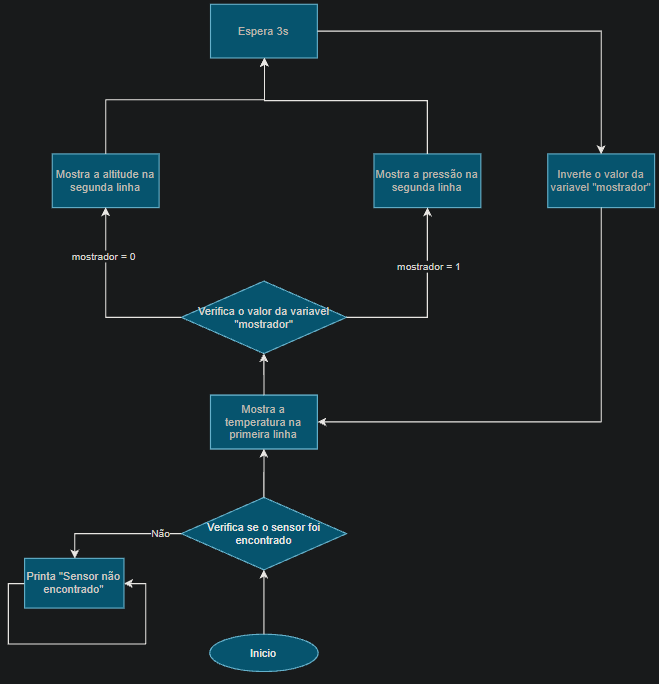 Espera 3s
Mostra a altitude na
segunda linha
Mostra a pressão na
segunda linha
Inverte o valor da
variavel "mostrador"
mostrador = 0
mostrador = 1
Verifica o valor da variavel
"mostrador"
Mostra a
temperatura na
primeira linha
Verifica se o sensor foi
encontrado
Não
Printa "Sensor não
encontrado"
Inicio